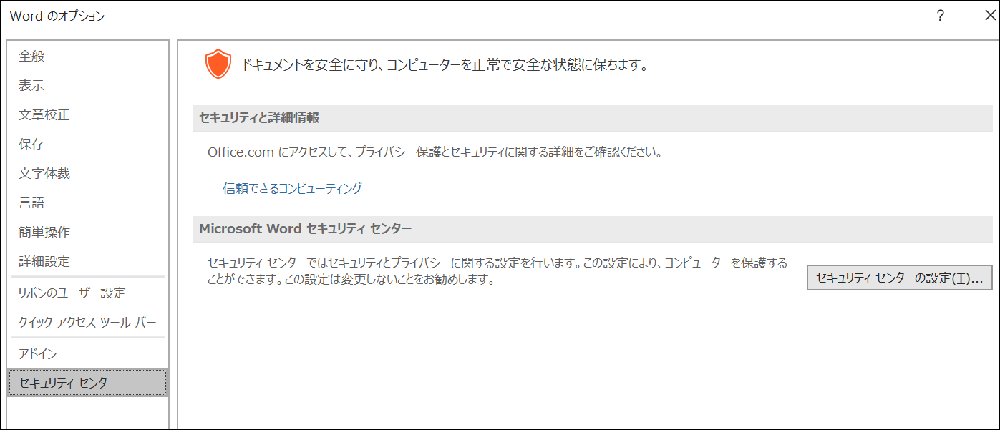 Word のオプション
?
全般
表示
文章校正
保存
文字体裁
言語
簡単操作
詳細設定
リボンのユーザー設定
クイック アクセス ツール バー
アドイン
セキュリティ センター
ドキュメントを安全に守り、コンピューターを正常で安全な状態に保ちます。
セキュリティと詳細情報
Office.com にアクセスして、プライバシー保護とセキュリティに関する詳細をご確認ください。
信頼できるコンピューティング
Microsoft Word セキュリティ センター
セキュリティ センターではセキュリティとプライバシーに関する設定を行います。この設定により、コンピューターを保護する
ことができます。この設定は変更しないことをお勧めします。
セキュリティ センターの設定(T)...